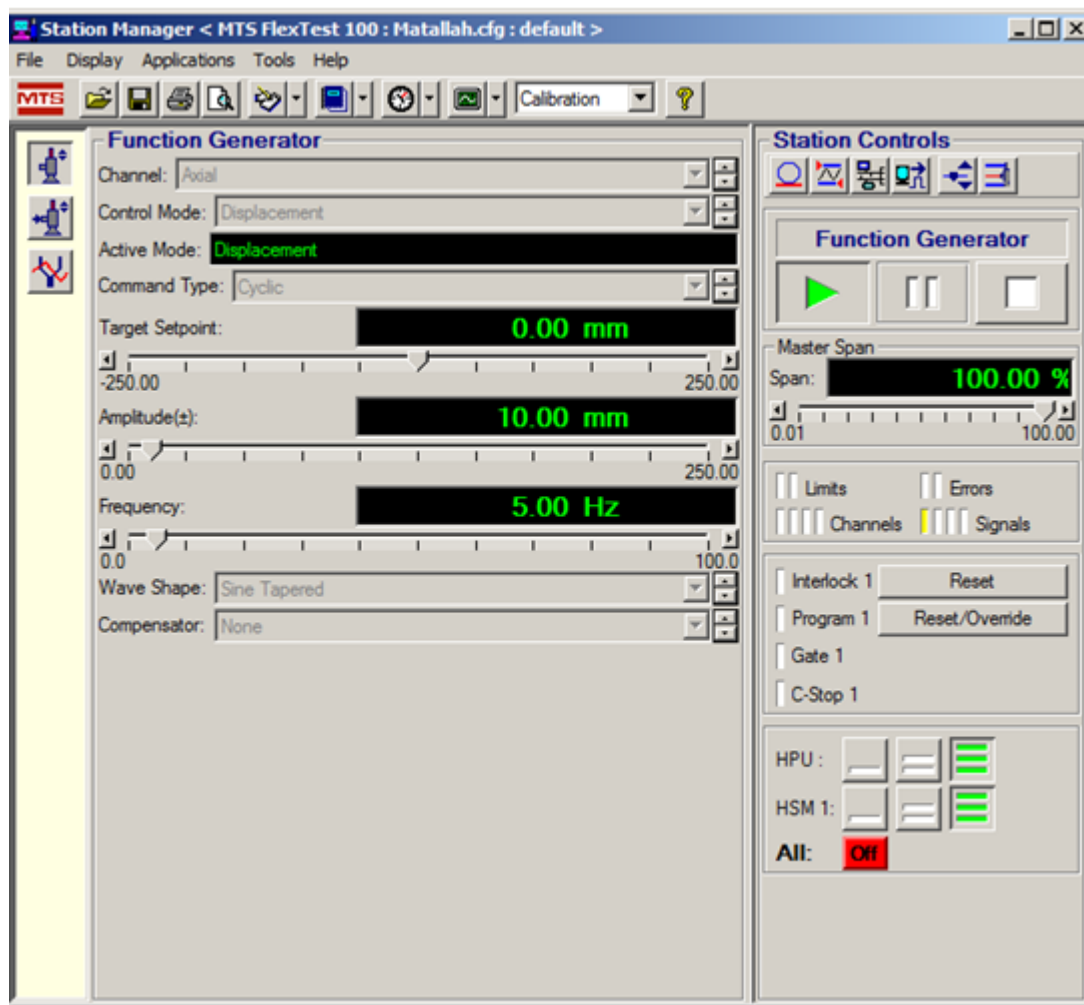 Station Manager < MTS FlexTest 100 : Matallah.cfg : default >
File Display Applications Tools Help
MTS Calibration ?
Function Generator
Channel: Axial
Control Mode: Displacement
Active Mode: Displacement
Command Type: Cyclic
Target Setpoint: 0.00 mm
-250.00 250.00
Amplitude(±): 10.00 mm
0.00 250.00
Frequency: 5.00 Hz
0.0 100.0
Wave Shape: Sine Tapered
Compensator: None
Station Controls
Function Generator
Master Span
Span: 100.00 %
0.01 100.00
Limits Errors
Channels Signals
Interlock 1 Reset
Program 1 Reset/Override
Gate 1
C-Stop 1
HPU :
HSM 1:
All: Off